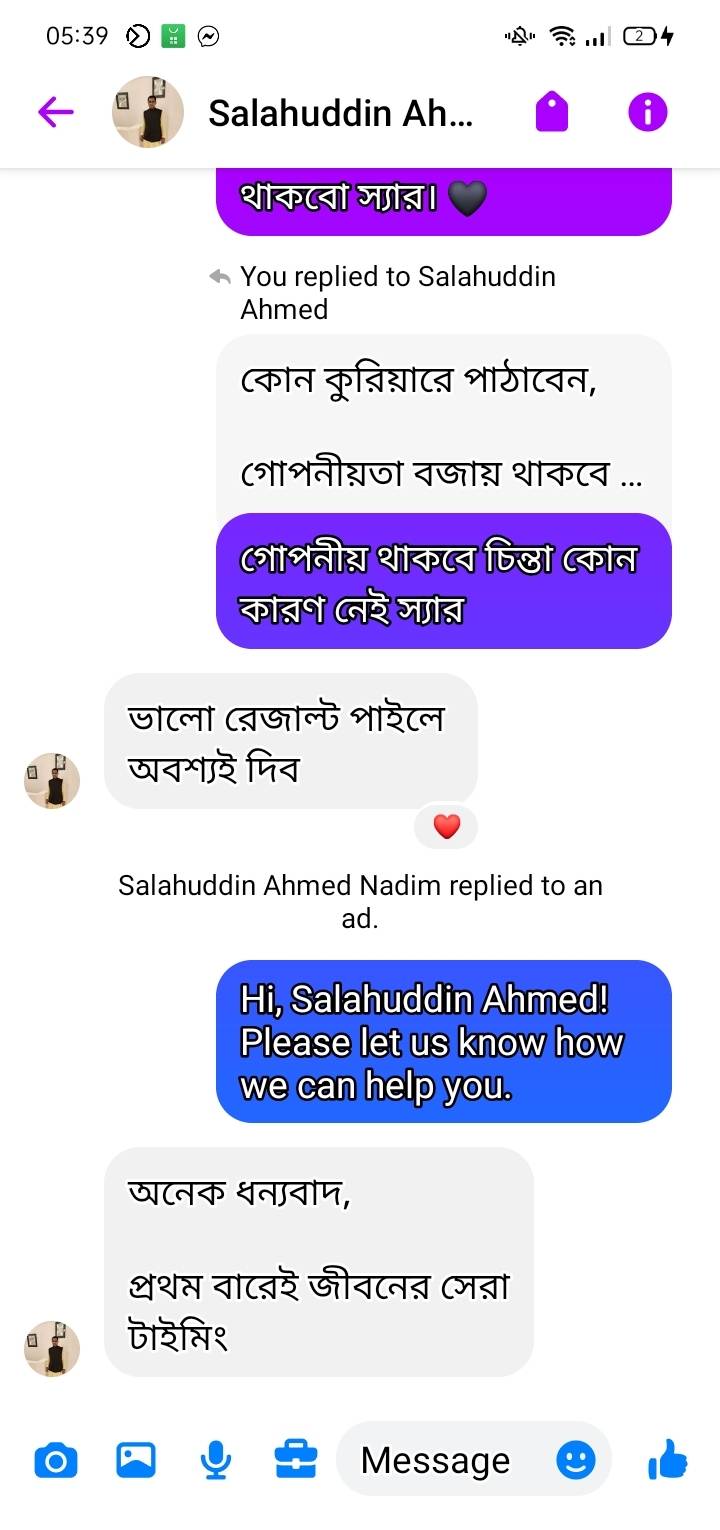 05:39
2
Salahuddin Ah...
থাকবো স্যার। 🖤
You replied to Salahuddin
Ahmed
কোন কুরিয়ারে পাঠাবেন,
গোপনীয়তা বজায় থাকবে ...
গোপনীয় থাকবে চিন্তা কোন
কারণ নেই স্যার
ভালো রেজাল্ট পাইলে
অবশ্যই দিব
❤️
Salahuddin Ahmed Nadim replied to an
ad.
Hi, Salahuddin Ahmed!
Please let us know how
we can help you.
অনেক ধন্যবাদ,
প্রথম বারেই জীবনের সেরা
টাইমিং
Message